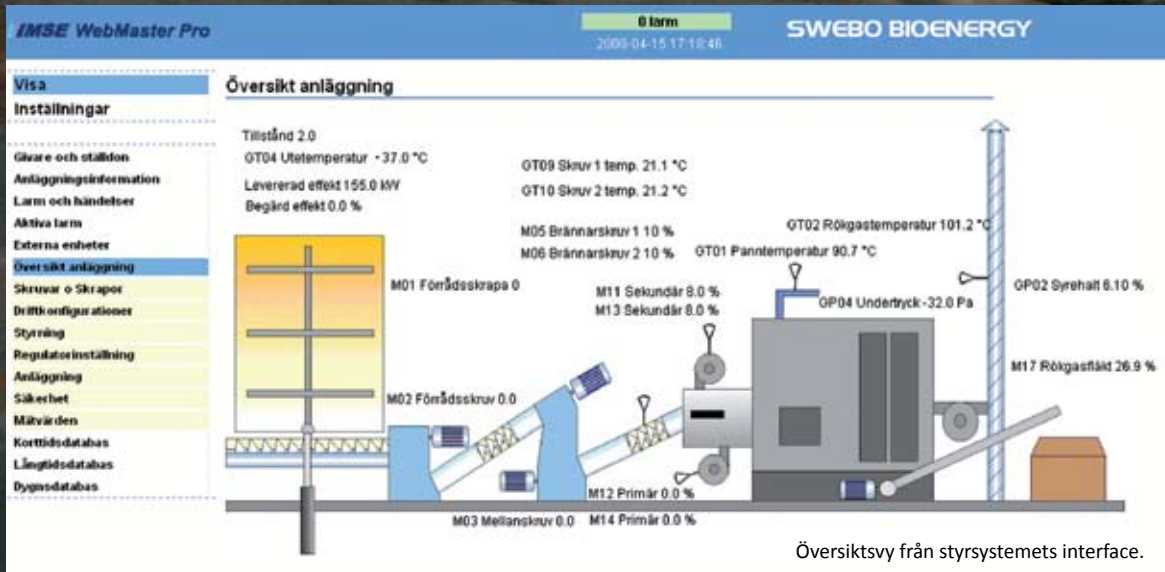 IMSE WebMaster Pro
0 larm
2008-04-15 17:18:46
SWEBO BIOENERGY
Visa
Inställningar
Givare och ställdon
Anläggningsinformation
Larm och händelser
Aktiva larm
Externa enheter
Översikt anläggning
Skruvar o Skrapor
Driftkonfigurationer
Styrning
Regulatorinställning
Anläggning
Säkerhet
Mätvärden
Korttidsdatabas
Långtidsdatabas
Dygnsdatabas
Översikt anläggning
Tillstånd 2.0
GT04 Utetemperatur -37.0 °C
Levererad effekt 155.0 kW
Begärd effekt 0.0 %
GT09 Skruv 1 temp. 21.1 °C
GT10 Skruv 2 temp. 21.2 °C
M05 Brännarskruv 1 10 %
M06 Brännarskruv 2 10 %
GT02 Rökgastemperatur 101.2 °C
GT01 Panntemperatur 90.7 °C
M01 Förrådsskrapa 0
M11 Sekundär 8.0 %
M13 Sekundär 8.0 %
GP04 Undertryck -32.0 Pa
GP02 Syrehalt 6.10 %
M17 Rökgasfläkt 26.9 %
M02 Förrådsskruv 0.0
M12 Primär 0.0 %
M03 Mellanskruv 0.0
M14 Primär 0.0 %
Översiktsvy från styrsystemets interface.